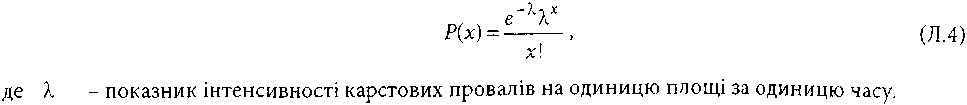 P(x) = e^{-λ} λ^x / x! , (Л.4)
де λ – показник інтенсивності карстових провалів на одиницю площі за одиницю часу.